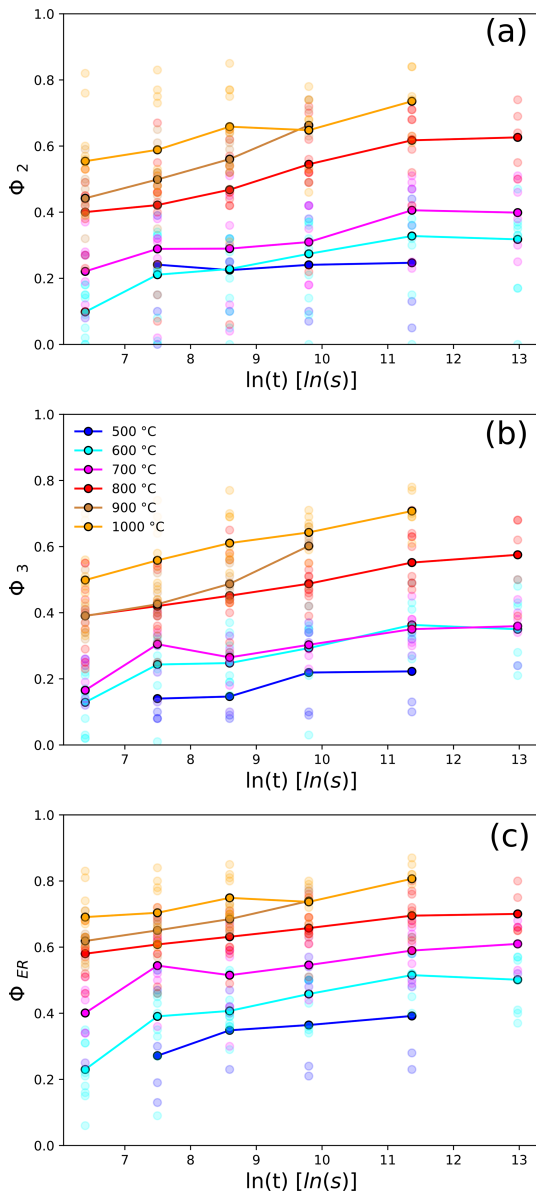 (a)
1.0
0.8
0.6
0.4
0.2
0.0
Φ 2
7 8 9 10 11 12 13
ln(t) [ln(s)]
(b)
1.0
0.8
0.6
0.4
0.2
0.0
Φ 3
500 °C
600 °C
700 °C
800 °C
900 °C
1000 °C
7 8 9 10 11 12 13
ln(t) [ln(s)]
(c)
1.0
0.8
0.6
0.4
0.2
0.0
Φ ER
7 8 9 10 11 12 13
ln(t) [ln(s)]